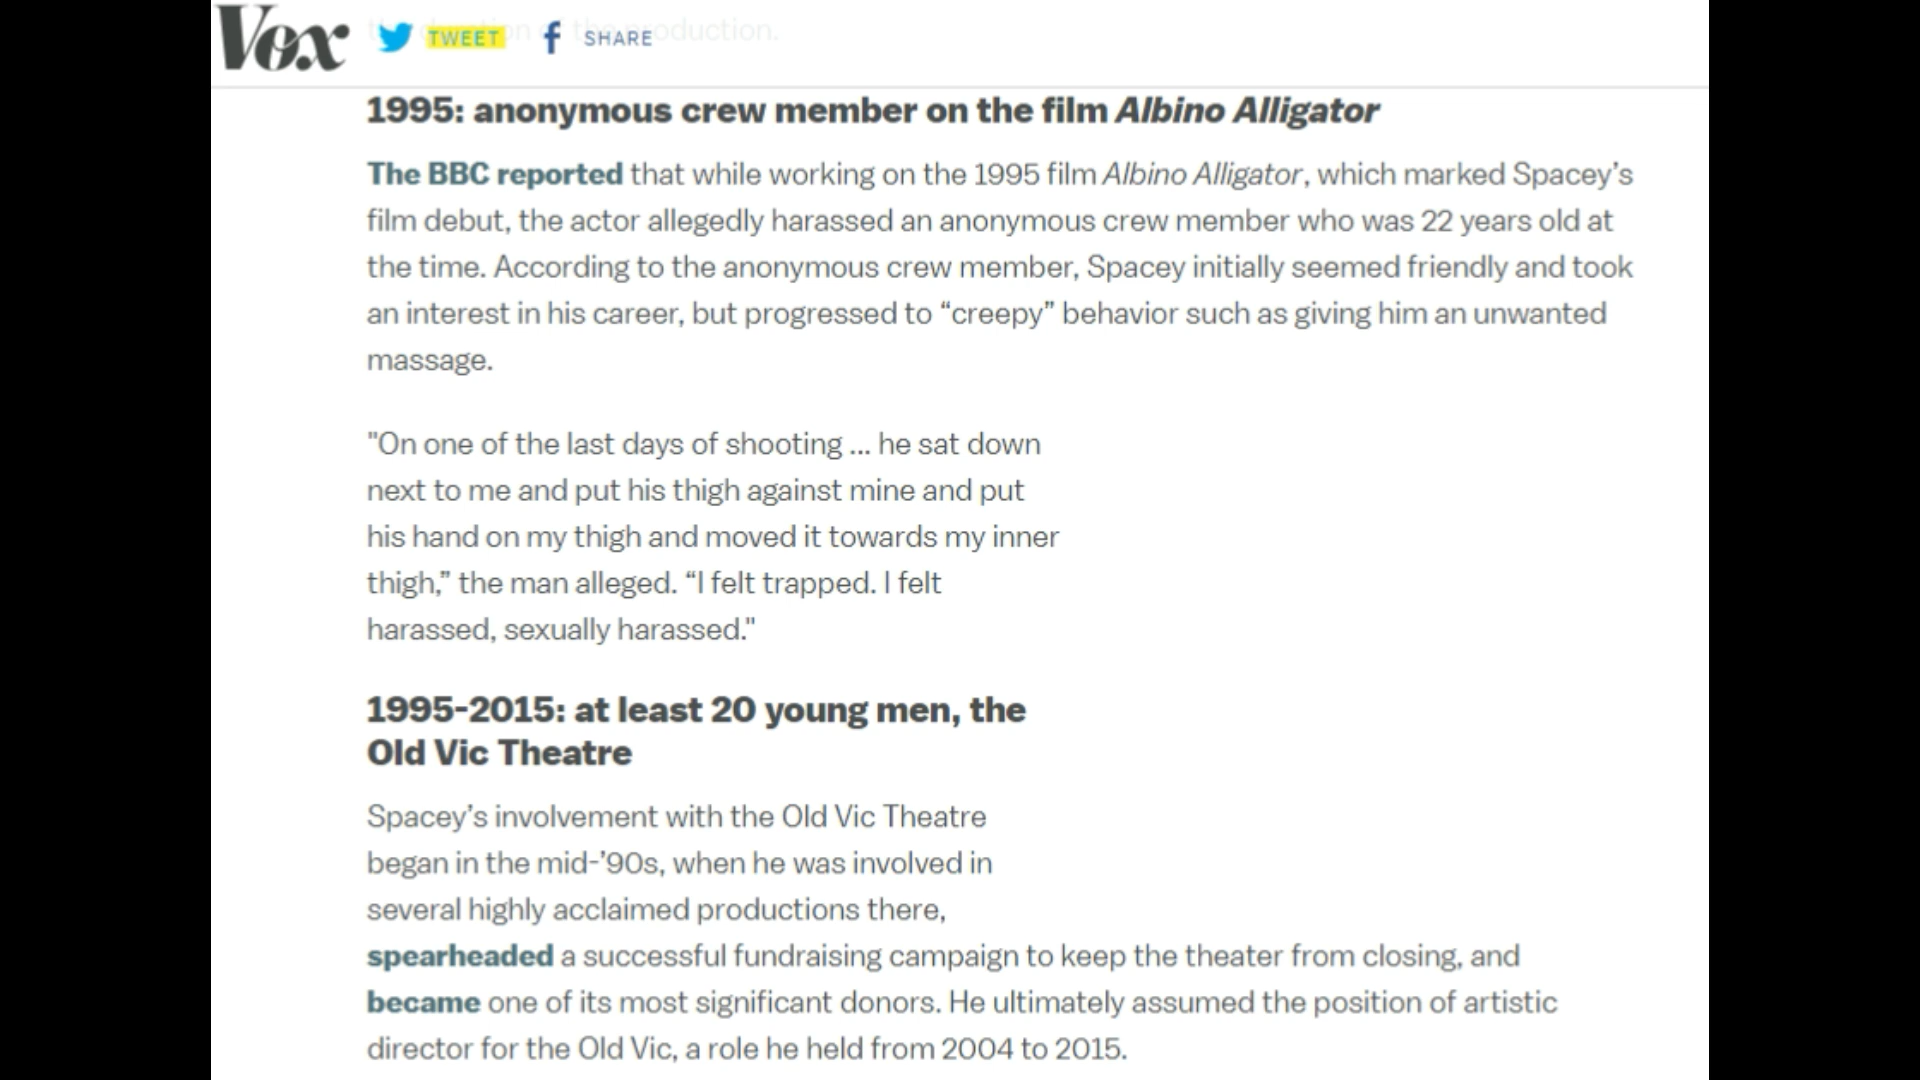 Vox TWEET SHARE
the duration of the production.
1995: anonymous crew member on the film Albino Alligator
The BBC reported that while working on the 1995 film Albino Alligator, which marked Spacey’s
film debut, the actor allegedly harassed an anonymous crew member who was 22 years old at
the time. According to the anonymous crew member, Spacey initially seemed friendly and took
an interest in his career, but progressed to “creepy” behavior such as giving him an unwanted
massage.
"On one of the last days of shooting ... he sat down
next to me and put his thigh against mine and put
his hand on my thigh and moved it towards my inner
thigh,” the man alleged. “I felt trapped. I felt
harassed, sexually harassed."
1995-2015: at least 20 young men, the
Old Vic Theatre
Spacey’s involvement with the Old Vic Theatre
began in the mid-’90s, when he was involved in
several highly acclaimed productions there,
spearheaded a successful fundraising campaign to keep the theater from closing, and
became one of its most significant donors. He ultimately assumed the position of artistic
director for the Old Vic, a role he held from 2004 to 2015.